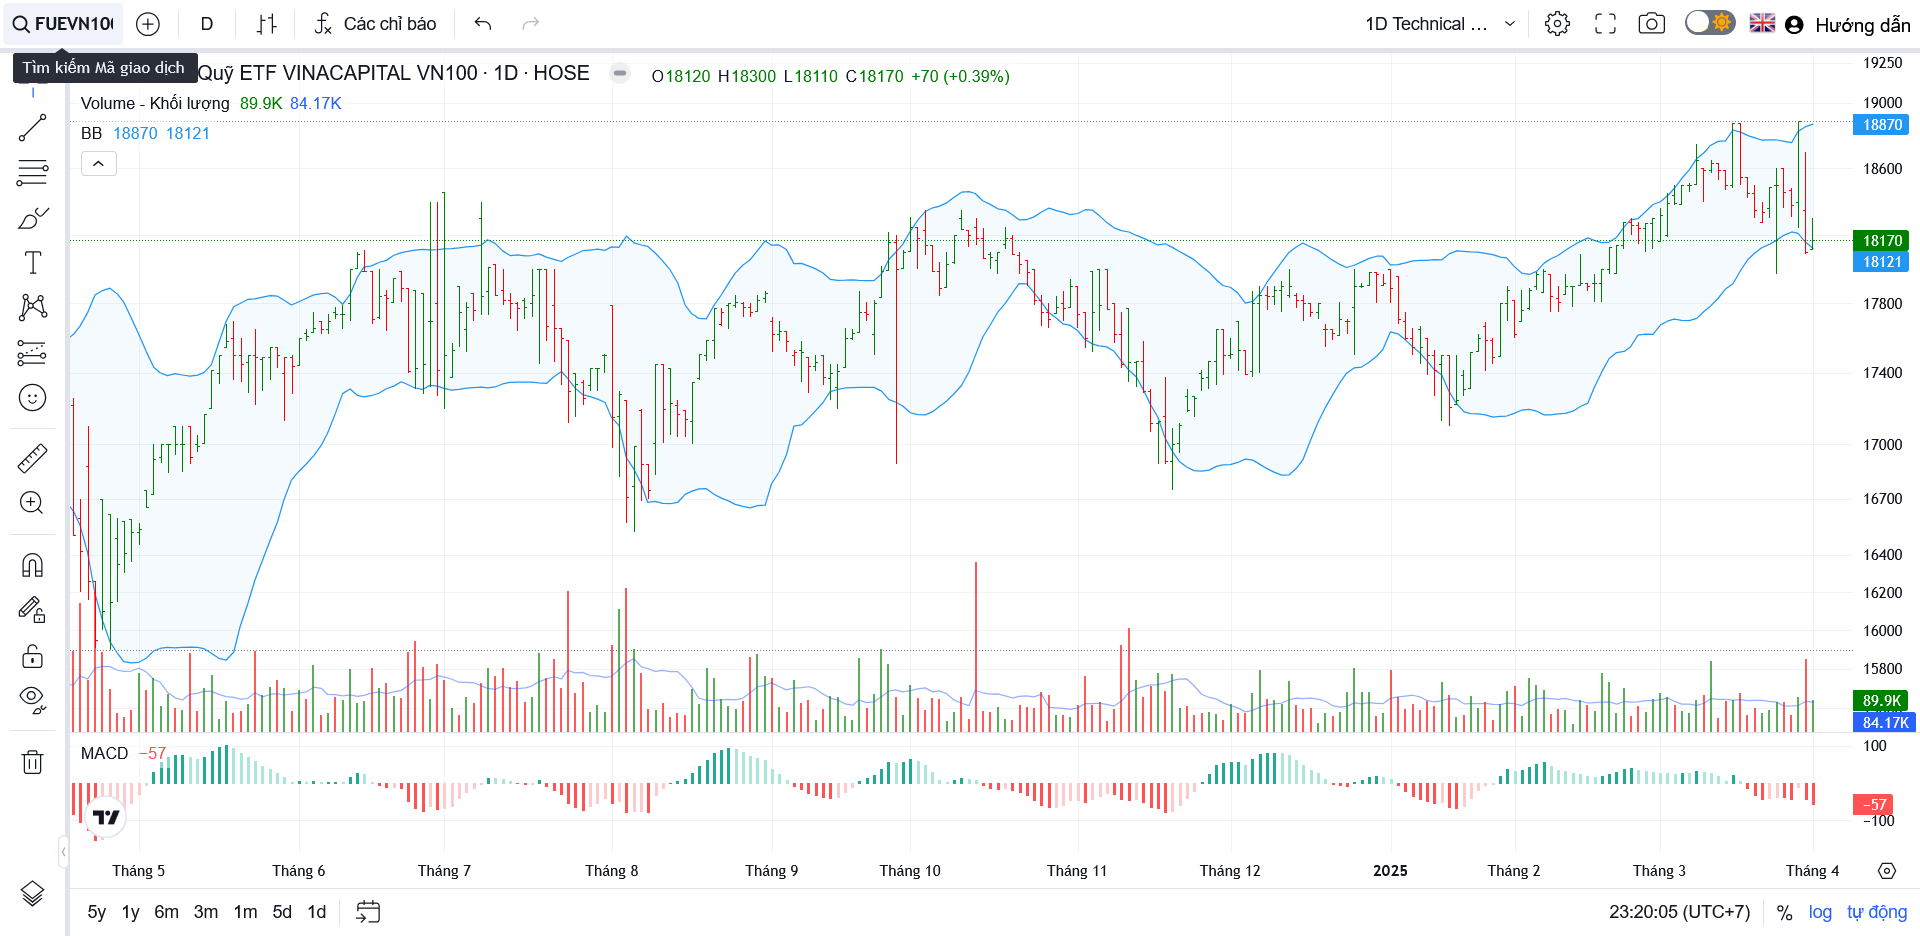 FUEVN100
D
Các chỉ báo
1D Technical ...
Hướng dẫn
Tìm kiếm Mã giao dịch
Quỹ ETF VINACAPITAL VN100 · 1D · HOSE
O18120 H18300 L18110 C18170 +70 (+0.39%)
Volume - Khối lượng 89.9K 84.17K
BB 18870 18121
19250
19000
18870
18600
18170
18121
17800
17400
17000
16700
16400
16200
16000
15800
89.9K
84.17K
MACD −57
100
−57
−100
Tháng 5 Tháng 6 Tháng 7 Tháng 8 Tháng 9 Tháng 10 Tháng 11 Tháng 12 2025 Tháng 2 Tháng 3 Tháng 4
5y 1y 6m 3m 1m 5d 1d
23:20:05 (UTC+7) % log tự động